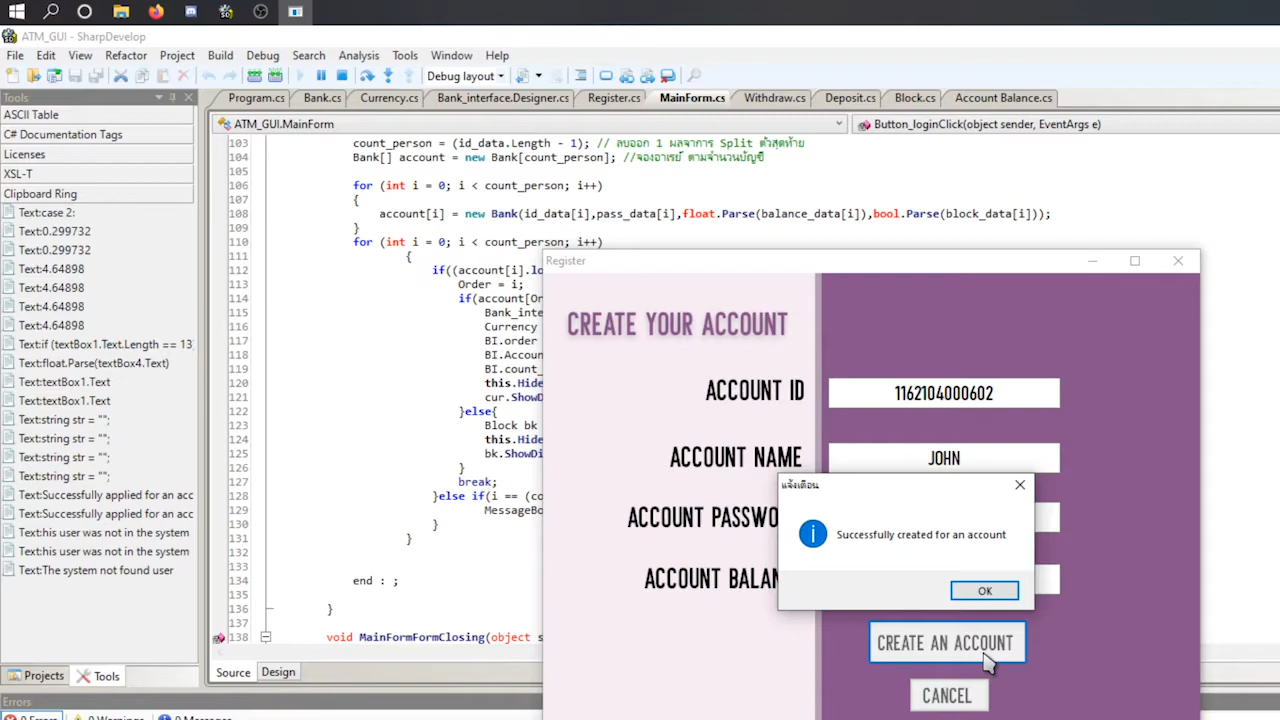 ATM_GUI - SharpDevelop
File Edit View Refactor Project Build Debug Search Analysis Tools Window Help
Debug layout
Tools
Program.cs Bank.cs Currency.cs Bank_interface.Designer.cs Register.cs MainForm.cs Withdraw.cs Deposit.cs Block.cs Account Balance.cs
ATM_GUI.MainForm
Button_loginClick(object sender, EventArgs e)
ASCII Table
C# Documentation Tags
Licenses
XSL-T
Clipboard Ring
Text:case 2:
Text:0.299732
Text:0.299732
Text:4.64898
Text:4.64898
Text:4.64898
Text:4.64898
Text:if (textBox1.Text.Length == 13
Text:float.Parse(textBox4.Text)
Text:textBox1.Text
Text:textBox1.Text
Text:string str = "";
Text:string str = "";
Text:string str = "";
Text:string str = "";
Text:Successfully applied for an acc
Text:Successfully applied for an acc
Text:his user was not in the system
Text:his user was not in the system
Text:The system not found user
Projects Tools
103 count_person = (id_data.Length - 1); // ลบออก 1 ผลจาการ Split ตัวสุดท้าย
104 Bank[] account = new Bank[count_person]; //จองอาเรย์ ตามจำนวนบัญชี
105
106 for (int i = 0; i < count_person; i++)
107 {
108 account[i] = new Bank(id_data[i],pass_data[i],float.Parse(balance_data[i]),bool.Parse(block_data[i]));
109 }
110 for (int i = 0; i < count_person; i++)
111 {
112 if((account[i].lo
113 Order = i;
114 if(account[Or
115 Bank_inte
116 Currency
117 BI.order
118 BI.Accoun
119 BI.count_
120 this.Hide
121 cur.ShowD
122 }else{
123 Block bk
124 this.Hide
125 bk.ShowDi
126 }
127 break;
128 }else if(i == (co
129 MessageBo
130 }
131 }
132
133
134 end : ;
135
136 }
137
138 void MainFormFormClosing(object s
Source Design
Errors
0 Errors 0 Warnings 0 Messages
Register
CREATE YOUR ACCOUNT
ACCOUNT ID 1162104000602
ACCOUNT NAME JOHN
ACCOUNT PASSWO
ACCOUNT BALAN
แจ้งเตือน
Successfully created for an account
OK
CREATE AN ACCOUNT
CANCEL